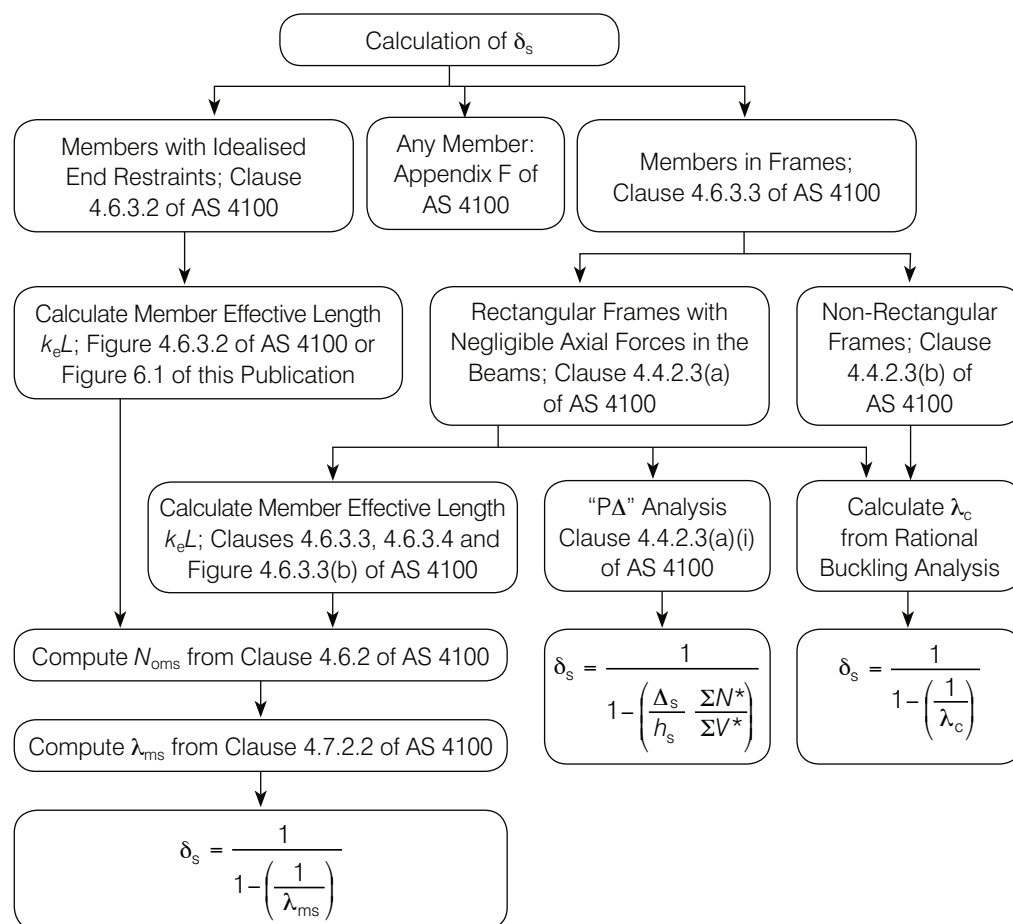 Calculation of δs
Members with Idealised
End Restraints; Clause
4.6.3.2 of AS 4100
Any Member:
Appendix F of
AS 4100
Members in Frames;
Clause 4.6.3.3 of AS 4100
Calculate Member Effective Length
keL; Figure 4.6.3.2 of AS 4100 or
Figure 6.1 of this Publication
Rectangular Frames with
Negligible Axial Forces in the
Beams; Clause 4.4.2.3(a)
of AS 4100
Non-Rectangular
Frames; Clause
4.4.2.3(b) of
AS 4100
Calculate Member Effective Length
keL; Clauses 4.6.3.3, 4.6.3.4 and
Figure 4.6.3.3(b) of AS 4100
“PΔ” Analysis
Clause 4.4.2.3(a)(i)
of AS 4100
Calculate λc
from Rational
Buckling Analysis
Compute Noms from Clause 4.6.2 of AS 4100
δs = 1 / (1 – (Δs/hs ΣN*/ΣV*))
δs = 1 / (1 – (1/λc))
Compute λms from Clause 4.7.2.2 of AS 4100
δs = 1 / (1 – (1/λms))